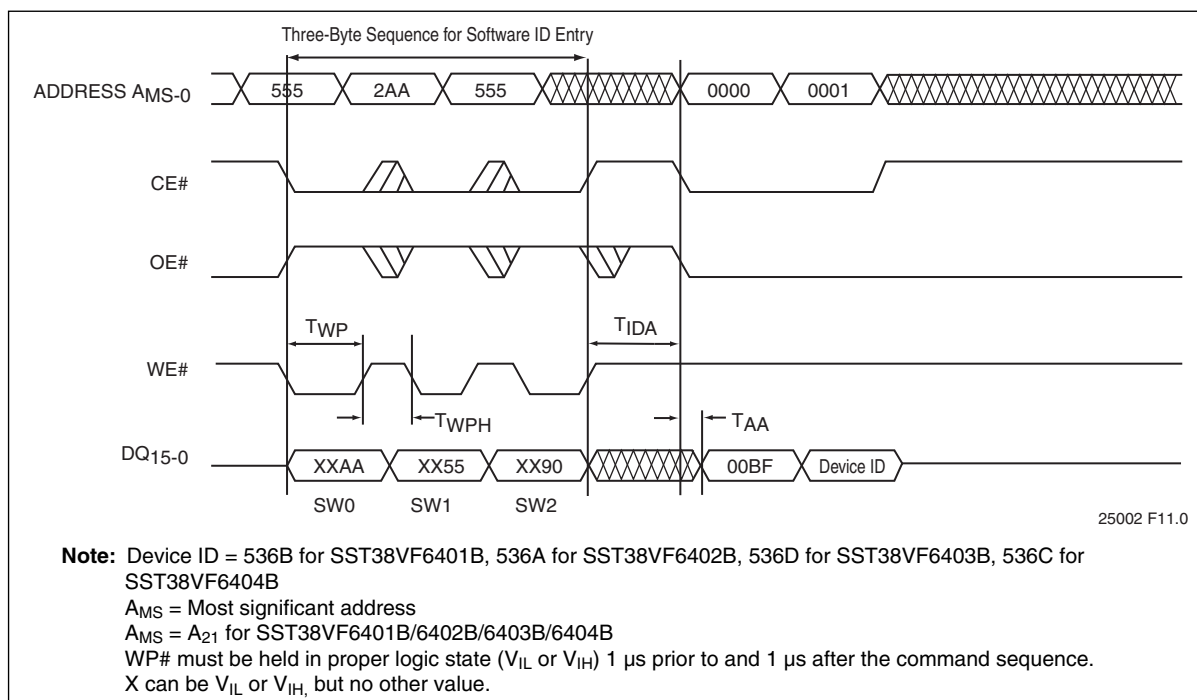 Three-Byte Sequence for Software ID Entry
ADDRESS AMS-0
555
2AA
555
0000
0001
CE#
OE#
TWP
TIDA
WE#
TWPH
TAA
DQ15-0
XXAA
XX55
XX90
00BF
Device ID
SW0
SW1
SW2
25002 F11.0
Note: Device ID = 536B for SST38VF6401B, 536A for SST38VF6402B, 536D for SST38VF6403B, 536C for
SST38VF6404B
AMS = Most significant address
AMS = A21 for SST38VF6401B/6402B/6403B/6404B
WP# must be held in proper logic state (VIL or VIH) 1 µs prior to and 1 µs after the command sequence.
X can be VIL or VIH, but no other value.